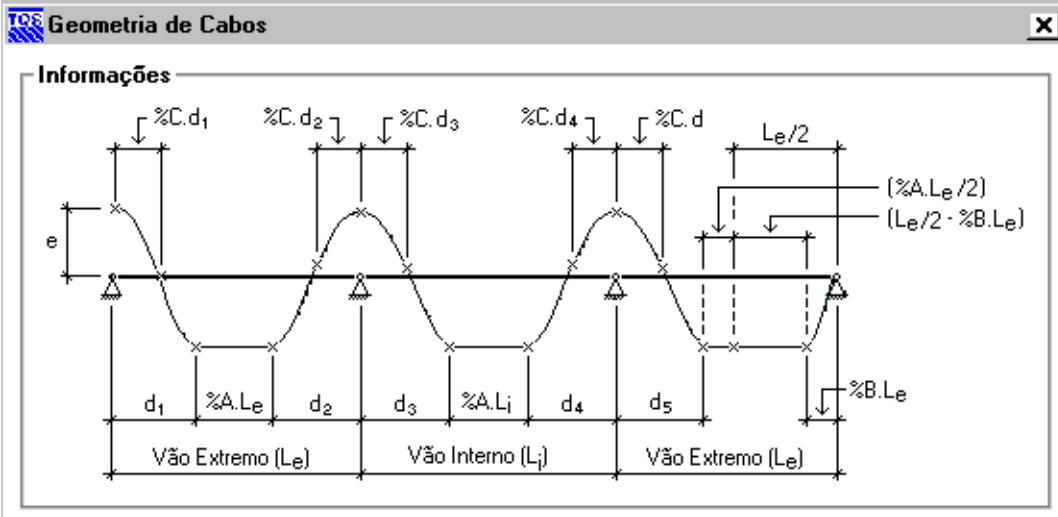 TQS Geometria de Cabos
Informações
%C.d1 %C.d2 %C.d3 %C.d4 %C.d Le/2
(%A.Le/2)
(Le/2 - %B.Le)
e
%B.Le
d1 %A.Le d2 d3 %A.Li d4 d5
Vão Extremo (Le) Vão Interno (Li) Vão Extremo (Le)